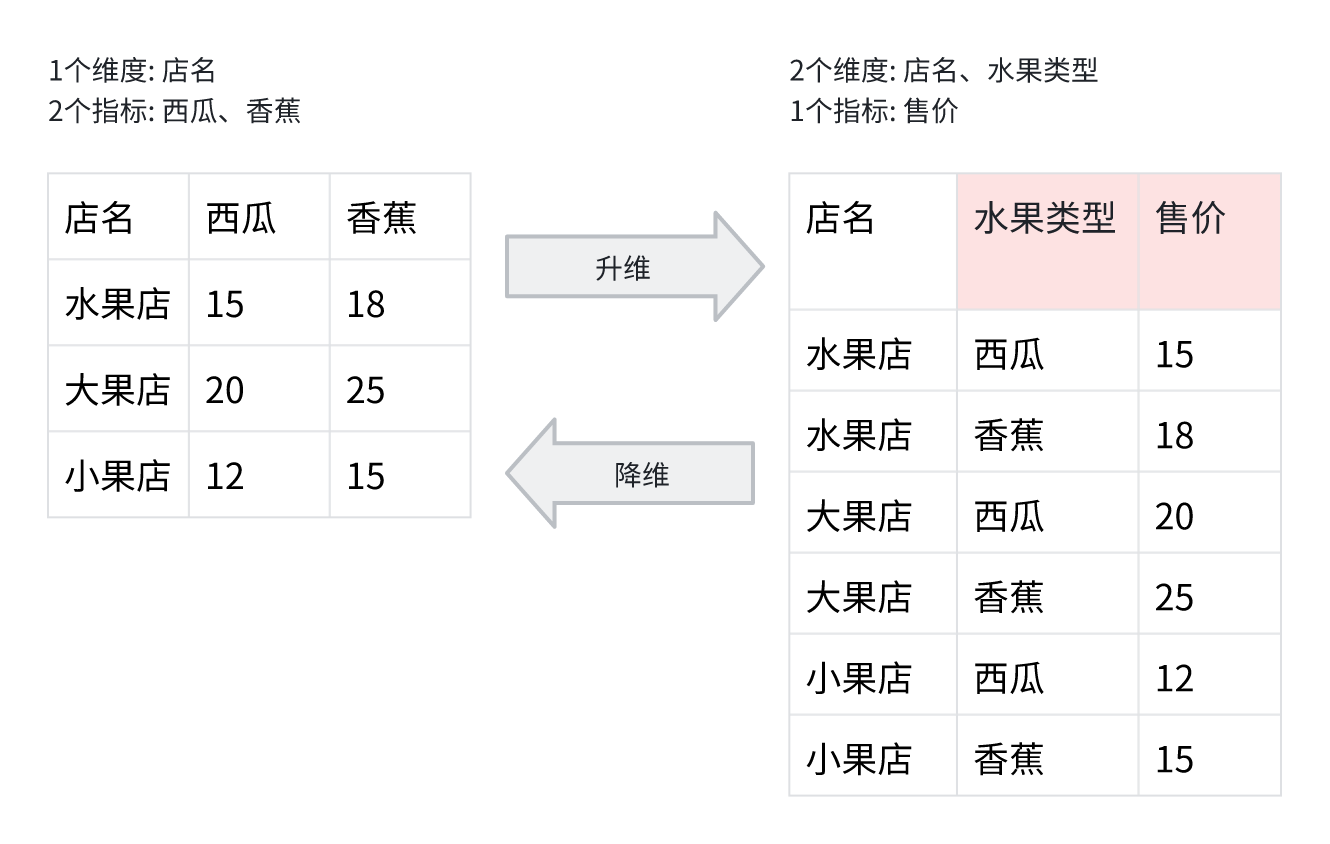 1个维度: 店名
2个指标: 西瓜、香蕉
店名 西瓜 香蕉
水果店 15 18
大果店 20 25
小果店 12 15
升维
降维
2个维度: 店名、水果类型
1个指标: 售价
店名 水果类型 售价
水果店 西瓜 15
水果店 香蕉 18
大果店 西瓜 20
大果店 香蕉 25
小果店 西瓜 12
小果店 香蕉 15